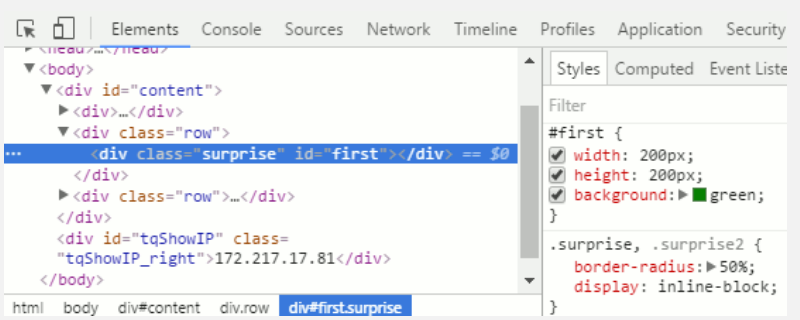 Elements Console Sources Network Timeline Profiles Application Security
<head>…</head>
<body>
<div id="content">
<div>…</div>
<div class="row">
<div class="surprise" id="first"></div> == $0
</div>
<div class="row">…</div>
</div>
<div id="tqShowIP" class=
"tqShowIP_right">172.217.17.81</div>
</body>
html body div#content div.row div#first.surprise
Styles Computed Event Liste
Filter
#first {
width: 200px;
height: 200px;
background: green;
}
.surprise, .surprise2 {
border-radius: 50%;
display: inline-block;
}